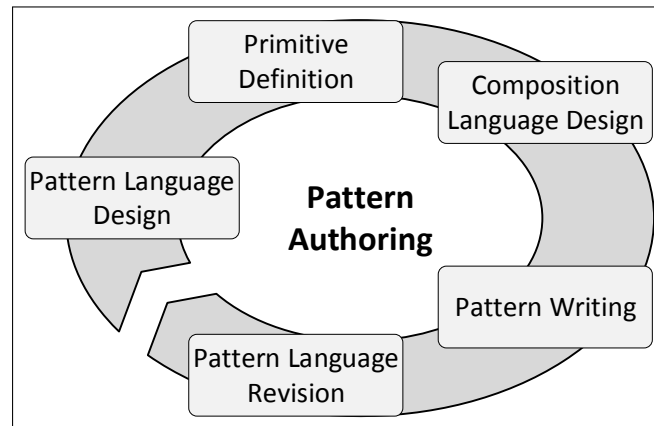 Primitive
Definition
Composition
Language Design
Pattern Language
Design
Pattern
Authoring
Pattern Writing
Pattern Language
Revision